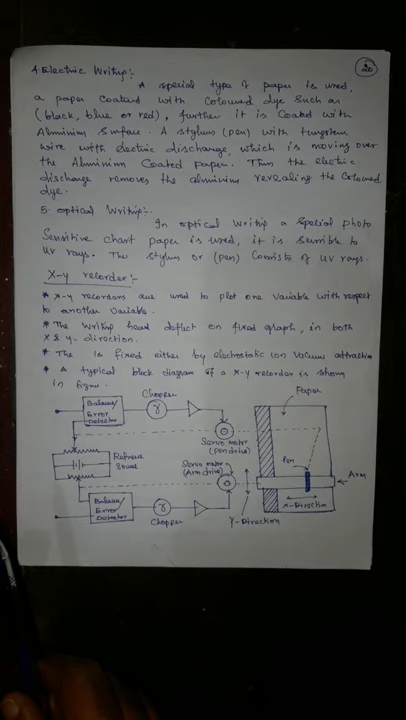 20
4. Electric Writing:-
A special type of paper is used,
a paper coated with Coloured dye such as
(black, blue or red), further it is Coated with
Alminium Surface. A stylus (pen) with tungsten
wire with electric discharge, which is moving over
the Alminium Coated paper. Thus the electric
discharge removes the alminium revealing the Coloured
dye.
5. optical Writing:-
In optical writing a special photo
Sensitive chart paper is used, it is sensible to
UV rays. The stylus or (pen) Consists of UV rays.
X-y recorder:-
* X-y recorders are used to plot one variable with respect
to another variable.
* The writing head deflect on fixed graph, in both
X & y. direction.
* The is fixed either by electrostatic ion vacuum attraction
* A typical block diagram of a X-y recorder is shown
in figure.
Chopper
Paper
Balance/
Error
Detector
Servo motor
(Pen drive)
Refrence
Source
Servo motor
(Arm drive)
Pen
Arm
Balance/
Error
Detector
Chopper
Y-Direction
X-Direction